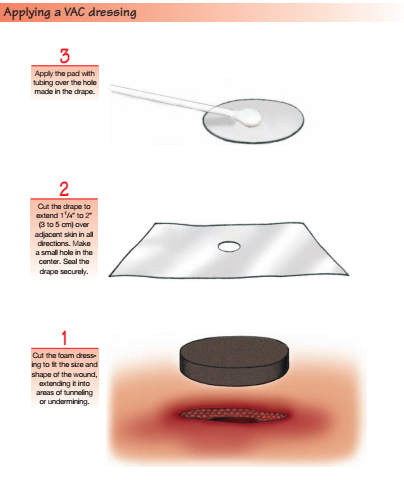 Applying a VAC dressing
3
Apply the pad with
tubing over the hole
made in the drape.
2
Cut the drape to
extend 1¹/₄" to 2"
(3 to 5 cm) over
adjacent skin in all
directions. Make
a small hole in the
center. Seal the
drape securely.
1
Cut the foam dress-
ing to fit the size and
shape of the wound,
extending it into
areas of tunneling
or undermining.